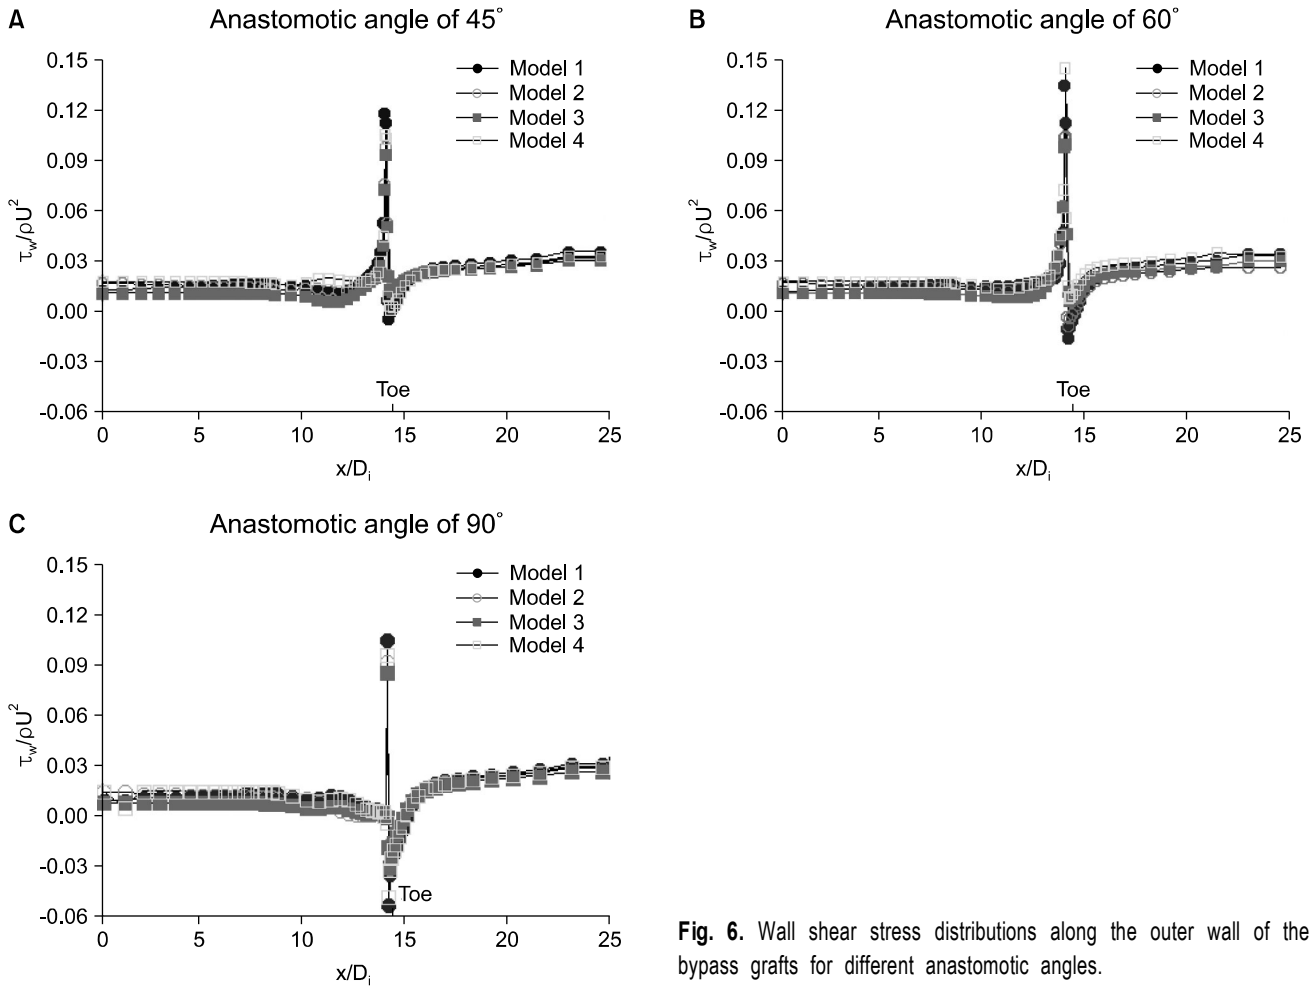 A
Anastomotic angle of 45°
0.15
0.12
0.09
0.06
0.03
0.00
-0.03
-0.06
τw/ρU²
Model 1
Model 2
Model 3
Model 4
Toe
0 5 10 15 20 25
x/Di
B
Anastomotic angle of 60°
0.15
0.12
0.09
0.06
0.03
0.00
-0.03
-0.06
τw/ρU²
Model 1
Model 2
Model 3
Model 4
Toe
0 5 10 15 20 25
x/Di
C
Anastomotic angle of 90°
0.15
0.12
0.09
0.06
0.03
0.00
-0.03
-0.06
τw/ρU²
Model 1
Model 2
Model 3
Model 4
Toe
0 5 10 15 20 25
x/Di
Fig. 6. Wall shear stress distributions along the outer wall of the
bypass grafts for different anastomotic angles.